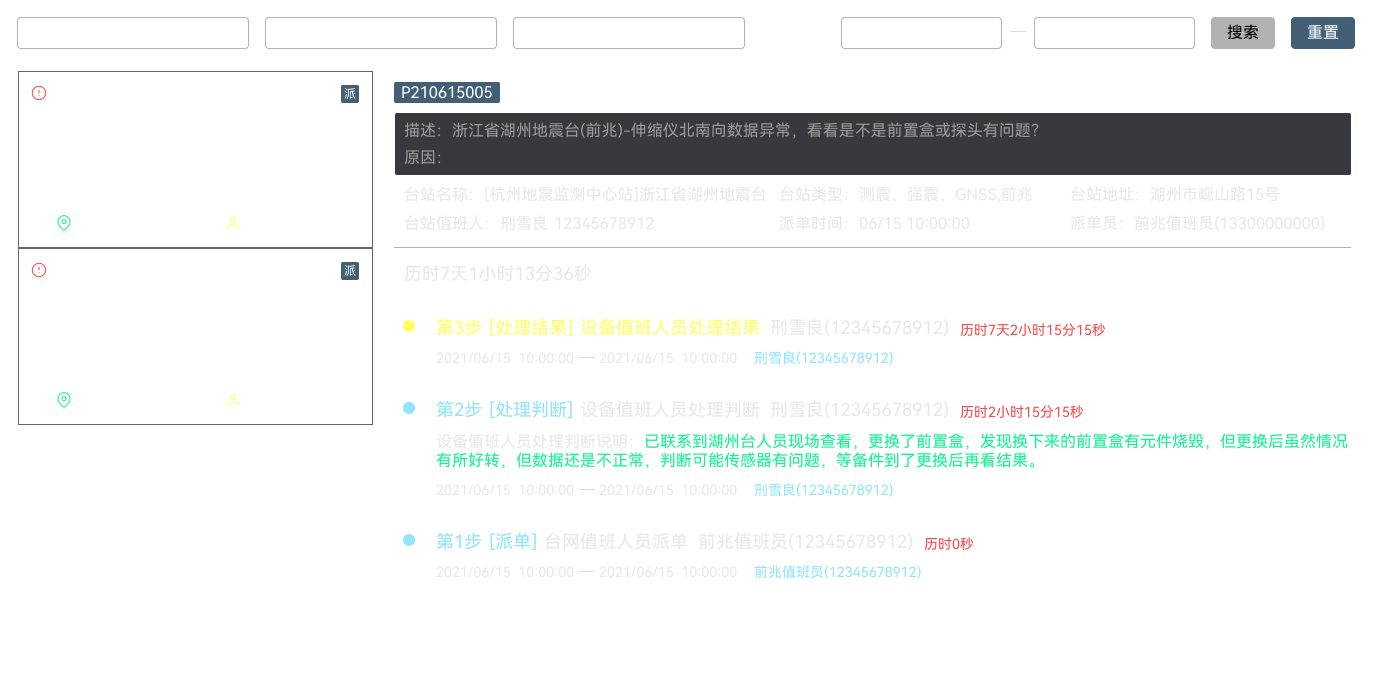 搜索
重置
派
派
P210615005
描述：浙江省湖州地震台(前兆)-伸缩仪北南向数据异常，看看是不是前置盒或探头有问题？
原因：
台站名称：[杭州地震监测中心站]浙江省湖州地震台 台站类型：测震、强震，GNSS,前兆 台站地址：湖州市岘山路15号
台站值班人：刑雪良 12345678912 派单时间：06/15 10:00:00 派单员：前兆值班员(13300000000)
历时7天1小时13分36秒
第3步 [处理结果] 设备值班人员处理结果 刑雪良(12345678912) 历时7天2小时15分15秒
2021/06/15 10:00:00 — 2021/06/15 10:00:00 刑雪良(12345678912)
第2步 [处理判断] 设备值班人员处理判断 刑雪良(12345678912) 历时2小时15分15秒
设备值班人员处理判断说明：已联系到湖州台人员现场查看，更换了前置盒，发现换下来的前置盒有元件烧毁，但更换后虽然情况
有所好转，但数据还是不正常，判断可能传感器有问题，等备件到了更换后再看结果。
2021/06/15 10:00:00 — 2021/06/15 10:00:00 刑雪良(12345678912)
第1步 [派单] 台网值班人员派单 前兆值班员(12345678912) 历时0秒
2021/06/15 10:00:00 — 2021/06/15 10:00:00 前兆值班员(12345678912)